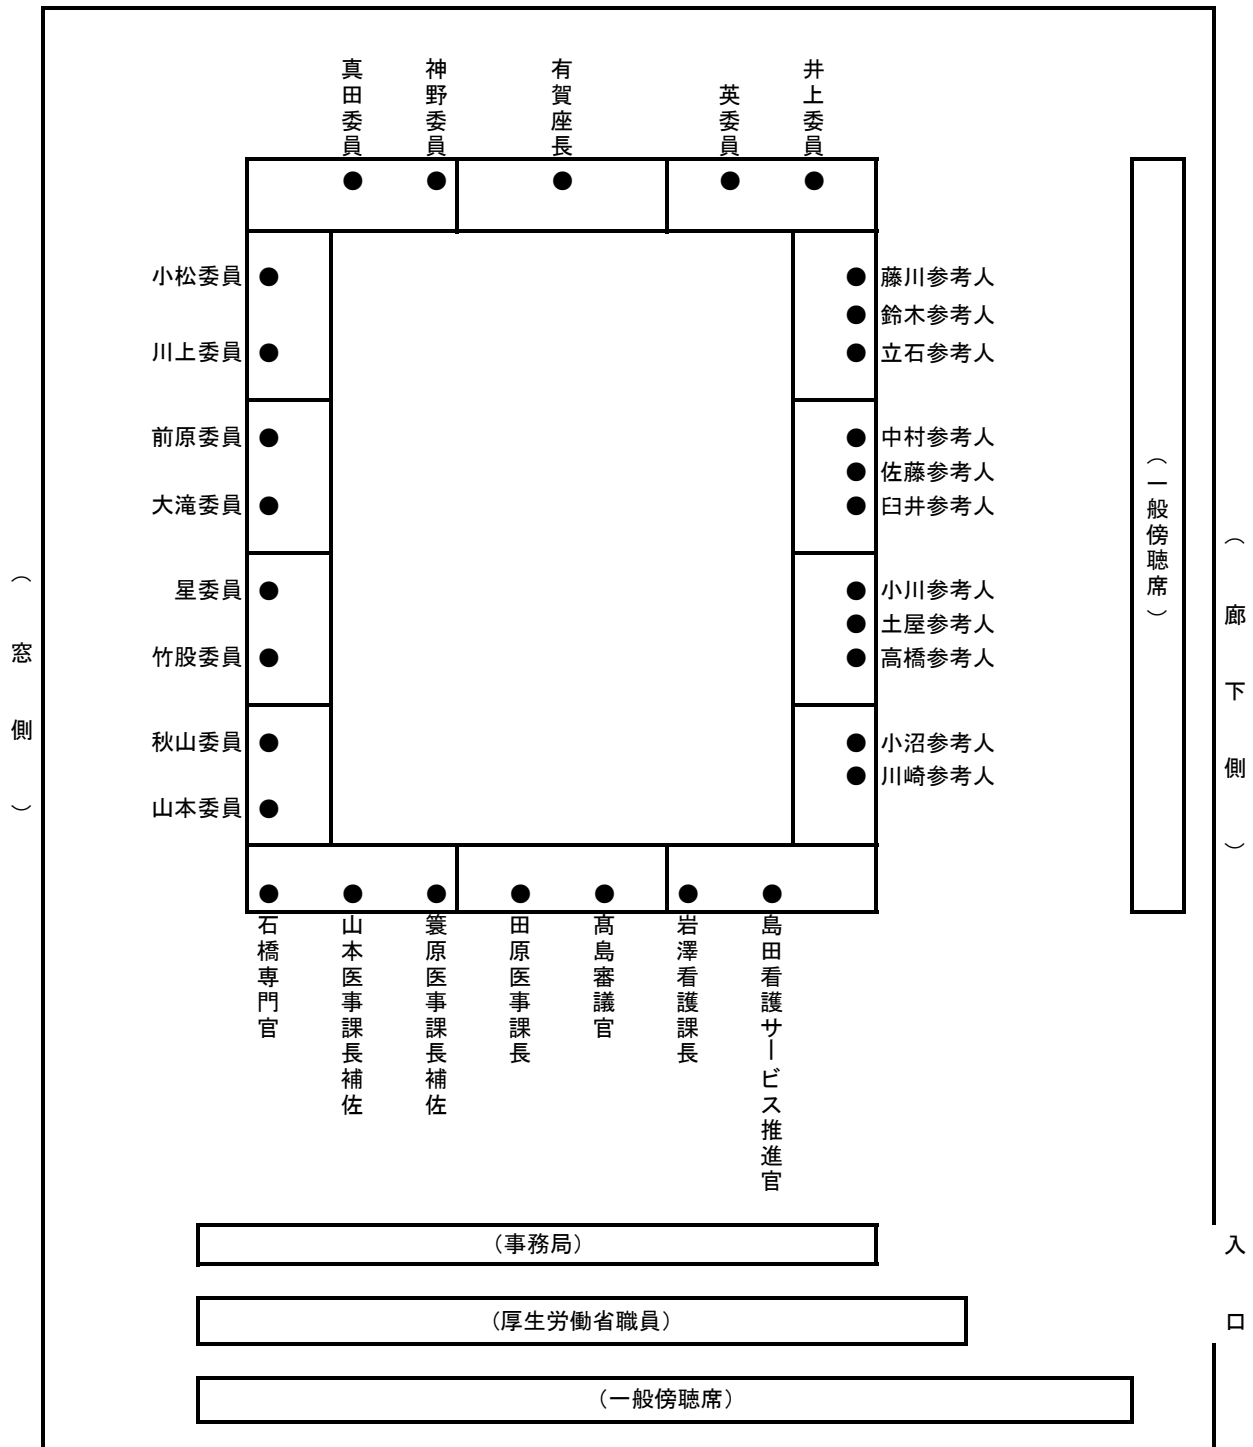 真田委員
神野委員
有賀座長
英委員
井上委員
小松委員
川上委員
前原委員
大滝委員
星委員
竹股委員
秋山委員
山本委員
藤川参考人
鈴木参考人
立石参考人
中村参考人
佐藤参考人
臼井参考人
小川参考人
土屋参考人
高橋参考人
小沼参考人
川崎参考人
(一般傍聴席)
(窓側)
(廊下側)
石橋専門官
山本医事課長補佐
簑原医事課長補佐
田原医事課長
髙島審議官
岩澤看護課長
島田看護サービス推進官
(事務局)
(厚生労働省職員)
(一般傍聴席)
入口